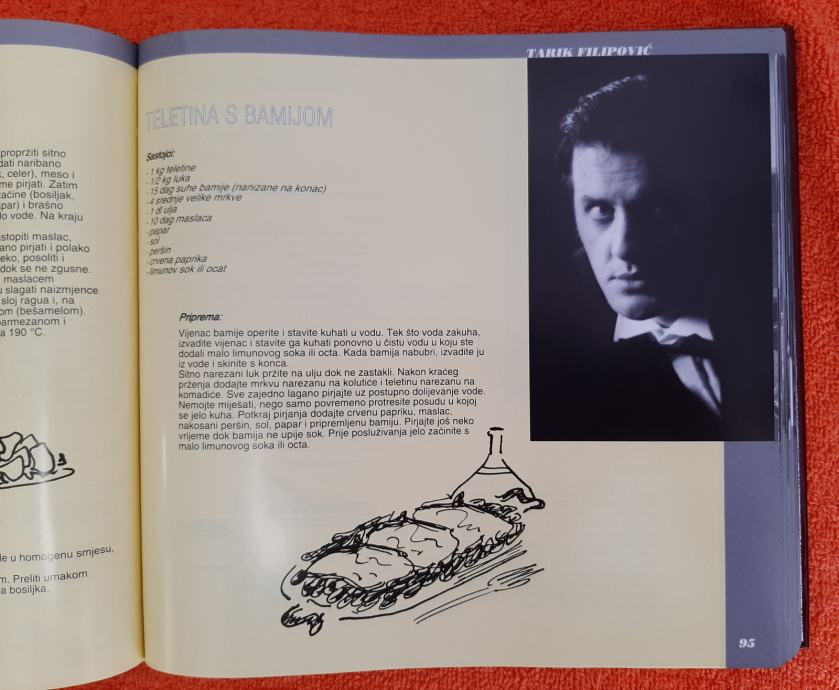 propržiti sitno
dati naribano
, celer), meso i
me pirjati. Zatim
začine (bosiljak,
par) i brašno
lo vode. Na kraju
stopiti maslac,
ano pirjati i polako
eko, posoliti i
dok se ne zgusne.
maslacem
u slagati naizmjence
sloj ragua i, na
om (bešamelom).
parmezanom i
a 190 °C.
le u homogenu smjesu,
m. Preliti umakom
a bosiljka.
TARIK FILIPOVIĆ
TELETINA S BAMIJOM
Sastojci:
- 1 kg teletine
- 1/2 kg luka
- 15 dag suhe bamije (nanizane na konac)
- 4 srednje velike mrkve
- 1 dl ulja
- 10 dag maslaca
- papar
- sol
- peršin
- crvena paprika
- limunov sok ili ocat
Priprema:
Vijenac bamije operite i stavite kuhati u vodu. Tek što voda zakuha,
izvadite vijenac i stavite ga kuhati ponovno u čistu vodu u koju ste
dodali malo limunovog soka ili octa. Kada bamija nabubri, izvadite ju
iz vode i skinite s konca.
Sitno narezani luk pržite na ulju dok ne zastakli. Nakon kraćeg
prženja dodajte mrkvu narezanu na kolutiće i teletinu narezanu na
komadiće. Sve zajedno lagano pirjajte uz postupno dolijevanje vode.
Nemojte miješati, nego samo povremeno protresite posudu u kojoj
se jelo kuha. Potkraj pirjanja dodajte crvenu papriku, maslac,
nakosani peršin, sol, papar i pripremljenu bamiju. Pirjajte još neko
vrijeme dok bamija ne upije sok. Prije posluživanja jelo začinite s
malo limunovog soka ili octa.
95